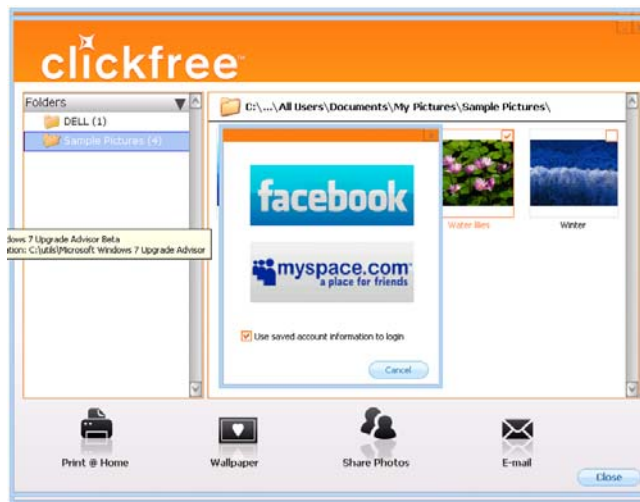 clickfree
Folders
DELL (1)
Sample Pictures (4)
C:\...\All Users\Documents\My Pictures\Sample Pictures\
facebook
myspace.com
a place for friends
Use saved account information to login
Cancel
Water lilies
Winter
dows 7 Upgrade Advisor Beta
ation: C:\utils\Microsoft Windows 7 Upgrade Advisor
Print @ Home
Wallpaper
Share Photos
E-mail
Close